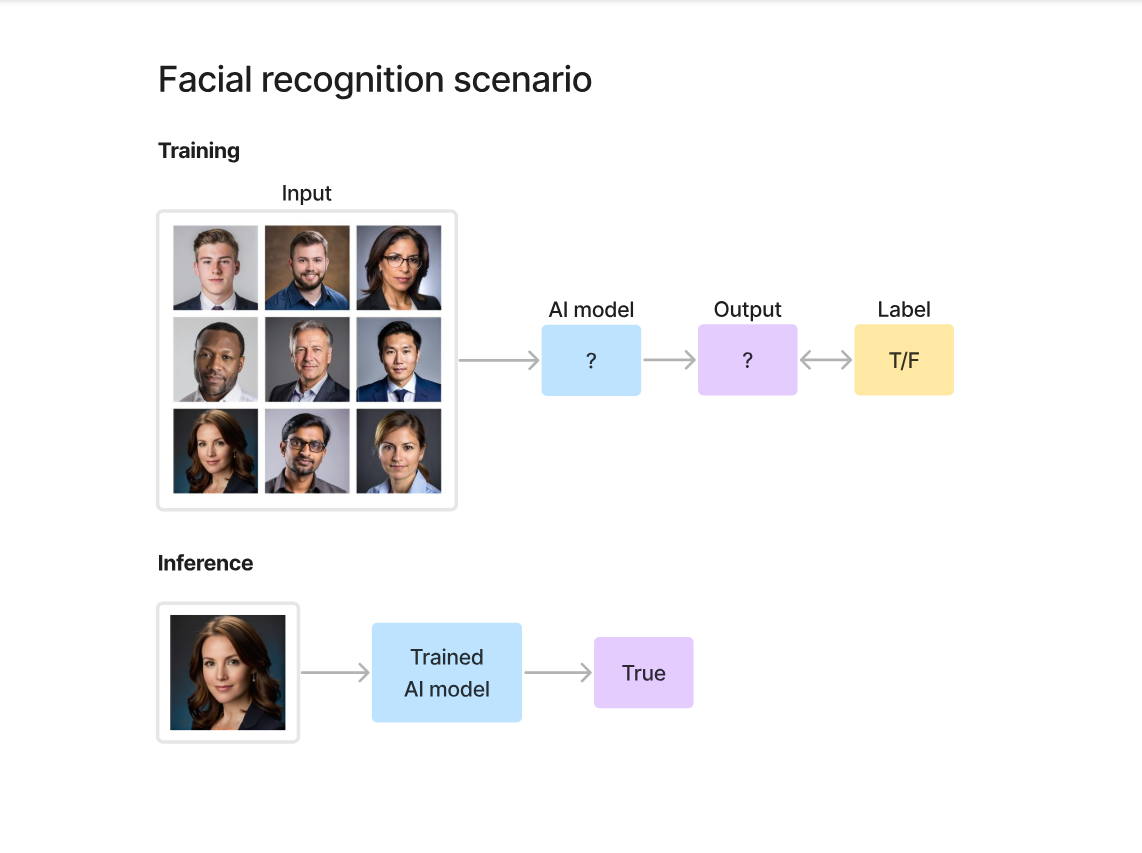 Facial recognition scenario
Training
Input
AI model
Output
Label
?
?
T/F
Inference
Trained
AI model
True